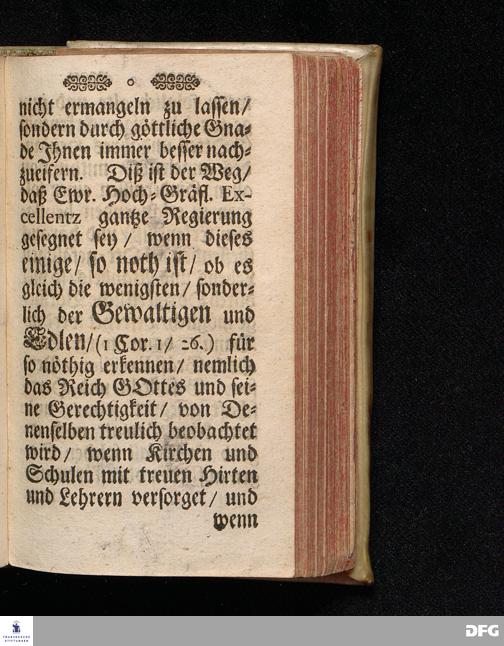 nicht ermangeln zu lassen/
sondern durch göttliche Gna-
de Jhnen immer besser nach-
zueifern. Diß ist der Weg/
daß Ewr. Hoch-Gräfl. Ex-
cellentz gantze Regierung
gesegnet sey/ wenn dieses
einige/ so noth ist/ ob es
gleich die wenigsten/ sonder-
lich der Gewaltigen und
Edlen/(1 Cor. 1/ 26.) für
so nöthig erkennen/ nemlich
das Reich GOttes und sei-
ne Gerechtigkeit/ von De-
nenselben treulich beobachtet
wird/ wenn Kirchen und
Schulen mit treuen Hirten
und Lehrern versorget/ und
wenn
FRANCKESCHE
STIFTUNGEN
DFG